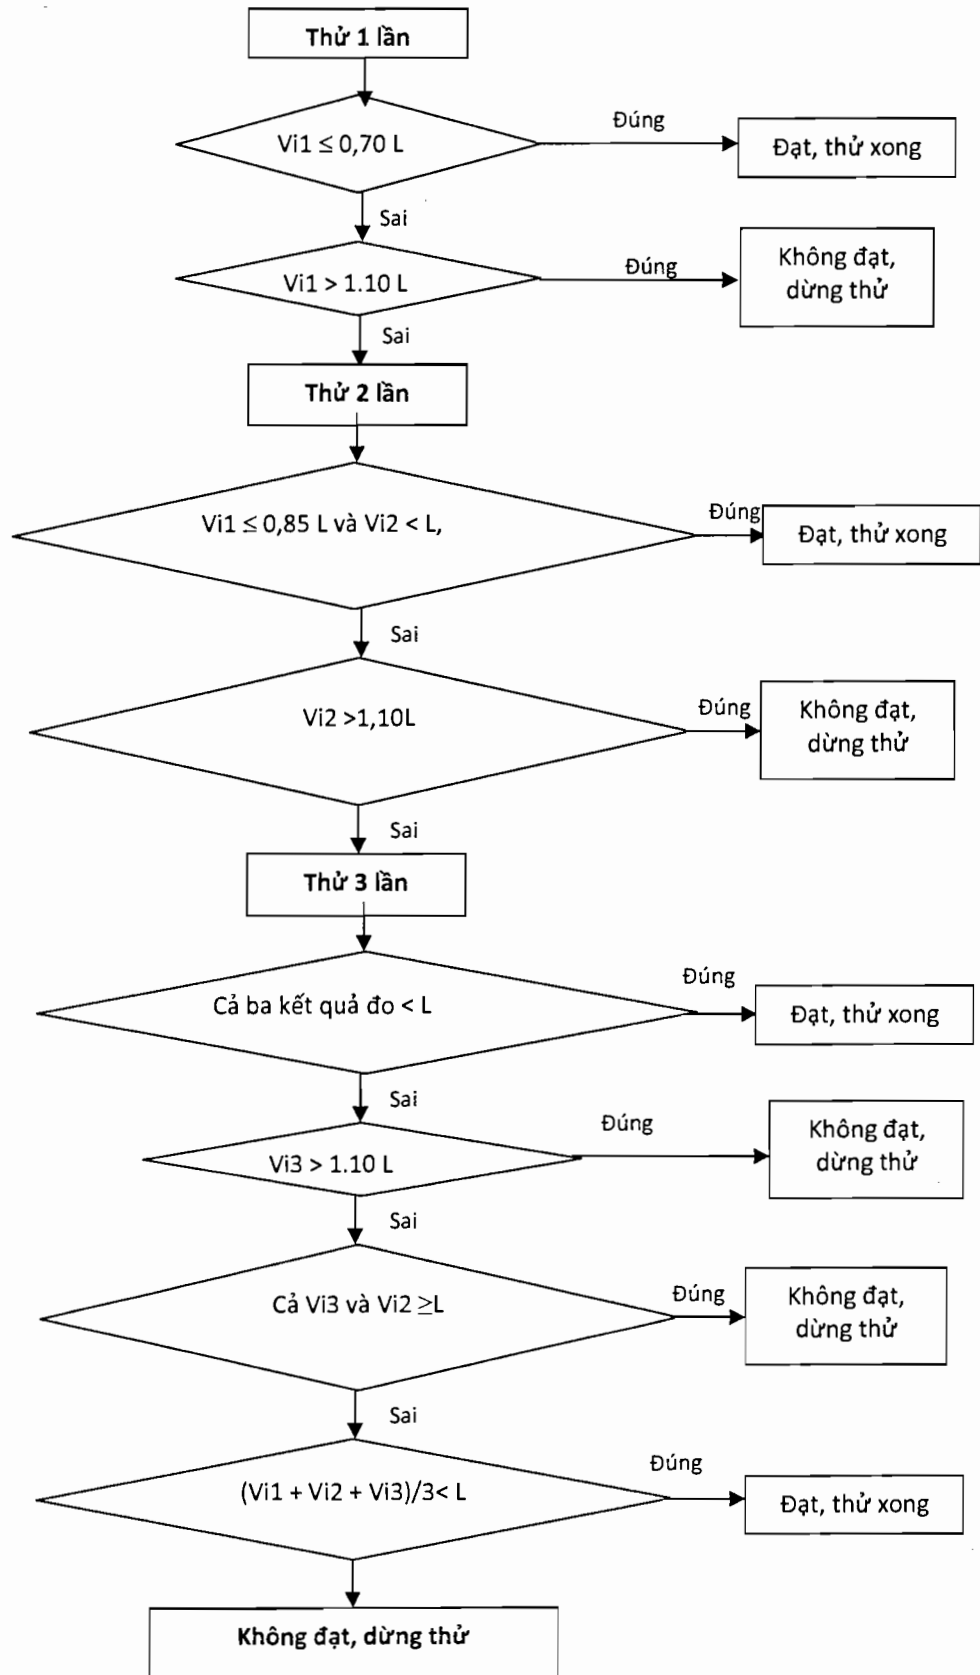 Thử 1 lần
Vi1 ≤ 0,70 L
Đúng
Đạt, thử xong
Sai
Vi1 > 1.10 L
Đúng
Không đạt,
dừng thử
Sai
Thử 2 lần
Vi1 ≤ 0,85 L và Vi2 < L,
Đúng
Đạt, thử xong
Sai
Vi2 >1,10L
Đúng
Không đạt,
dừng thử
Sai
Thử 3 lần
Cả ba kết quả đo < L
Đúng
Đạt, thử xong
Sai
Vi3 > 1.10 L
Đúng
Không đạt,
dừng thử
Sai
Cả Vi3 và Vi2 ≥L
Đúng
Không đạt,
dừng thử
Sai
(Vi1 + Vi2 + Vi3)/3< L
Đúng
Đạt, thử xong
Không đạt, dừng thử